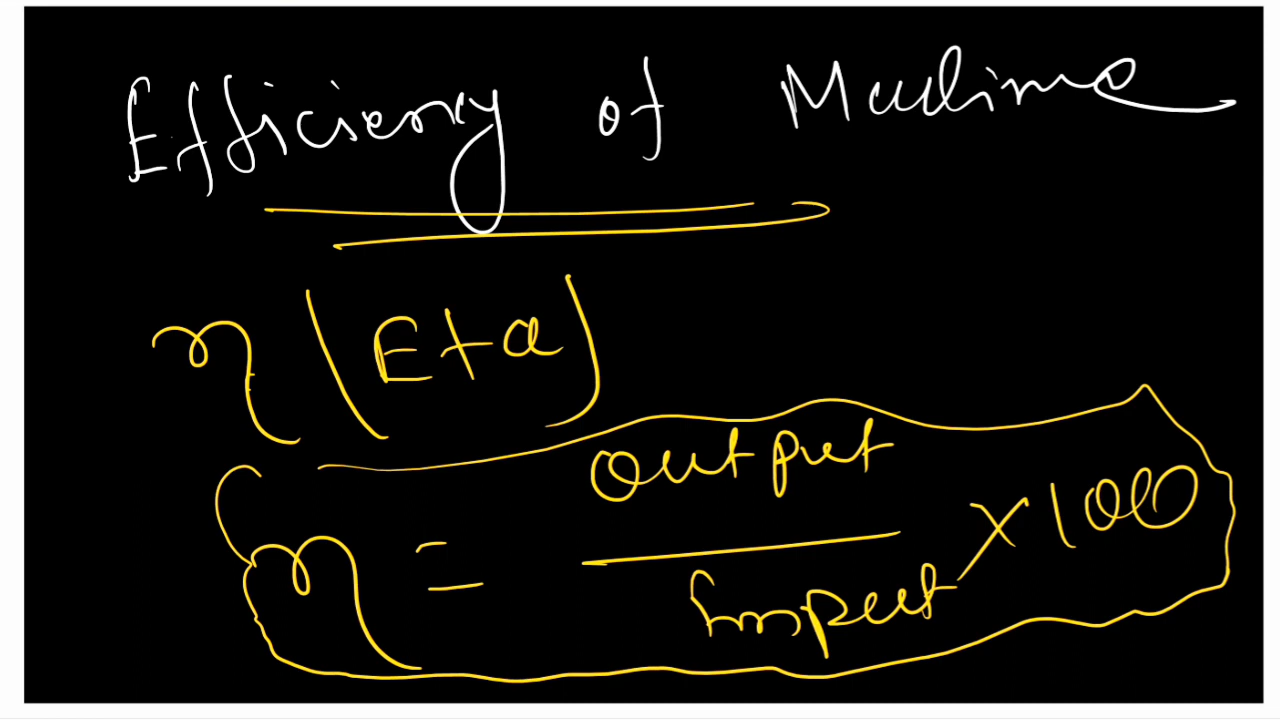 Efficiency of Machine
η (Eta)
output
η = ——— × 100
Input